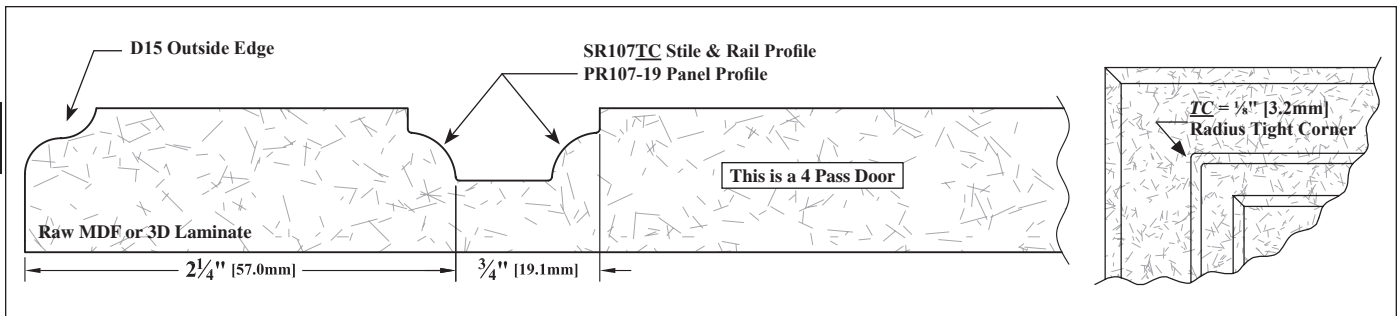 D15 Outside Edge
SR107TC Stile & Rail Profile
PR107-19 Panel Profile
TC = ⅛" [3.2mm]
Radius Tight Corner
This is a 4 Pass Door
Raw MDF or 3D Laminate
2¼" [57.0mm]
¾" [19.1mm]